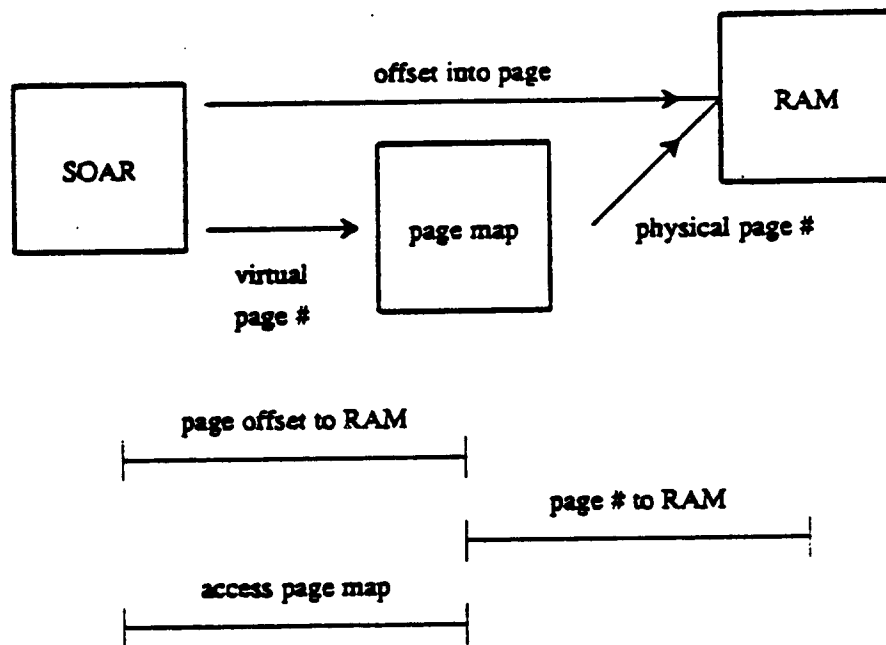 offset into page
RAM
SOAR
page map
physical page #
virtual
page #
page offset to RAM
page # to RAM
access page map